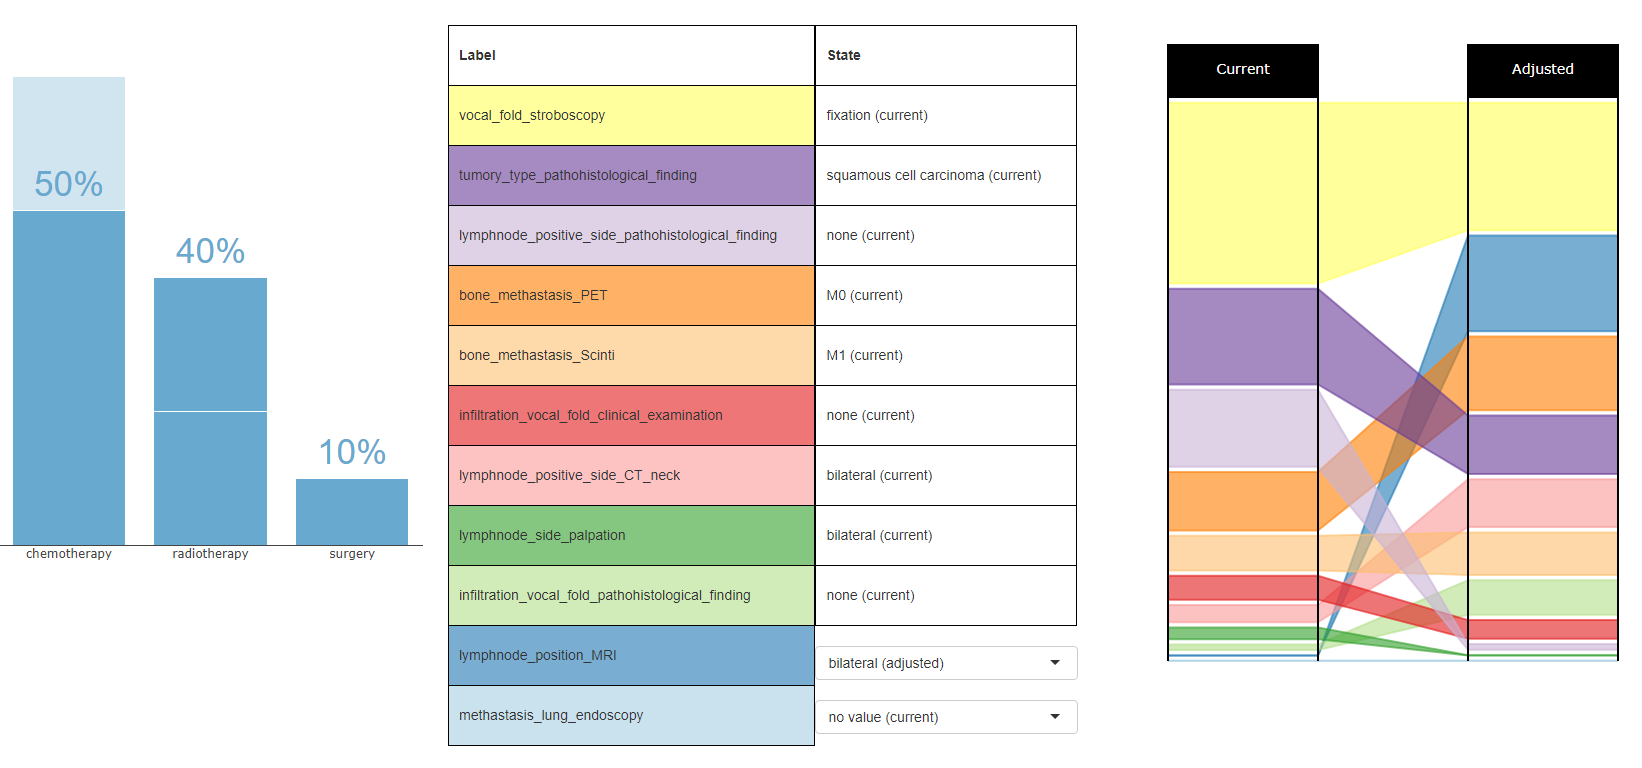 50%
40%
10%
chemotherapy
radiotherapy
surgery
Label State
vocal_fold_stroboscopy fixation (current)
tumory_type_pathohistological_finding squamous cell carcinoma (current)
lymphnode_positive_side_pathohistological_finding none (current)
bone_methastasis_PET M0 (current)
bone_methastasis_Scinti M1 (current)
infiltration_vocal_fold_clinical_examination none (current)
lymphnode_positive_side_CT_neck bilateral (current)
lymphnode_side_palpation bilateral (current)
infiltration_vocal_fold_pathohistological_finding none (current)
lymphnode_position_MRI bilateral (adjusted)
methastasis_lung_endoscopy no value (current)
Current
Adjusted